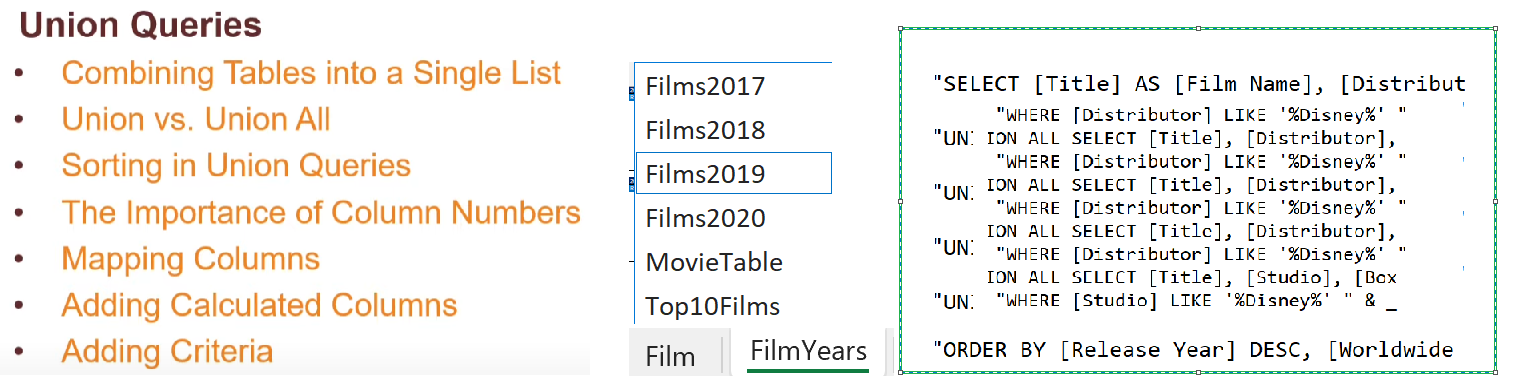 Union Queries
• Combining Tables into a Single List
• Union vs. Union All
• Sorting in Union Queries
• The Importance of Column Numbers
• Mapping Columns
• Adding Calculated Columns
• Adding Criteria
Films2017
Films2018
Films2019
Films2020
MovieTable
Top10Films
Film
FilmYears
"SELECT [Title] AS [Film Name], [Distribut
"WHERE [Distributor] LIKE '%Disney%' "
"UNION ALL SELECT [Title], [Distributor],
"WHERE [Distributor] LIKE '%Disney%' "
"UNION ALL SELECT [Title], [Distributor],
"WHERE [Distributor] LIKE '%Disney%' "
"UNION ALL SELECT [Title], [Distributor],
"WHERE [Distributor] LIKE '%Disney%' "
"UNION ALL SELECT [Title], [Studio], [Box
"WHERE [Studio] LIKE '%Disney%' " & _
"ORDER BY [Release Year] DESC, [Worldwide